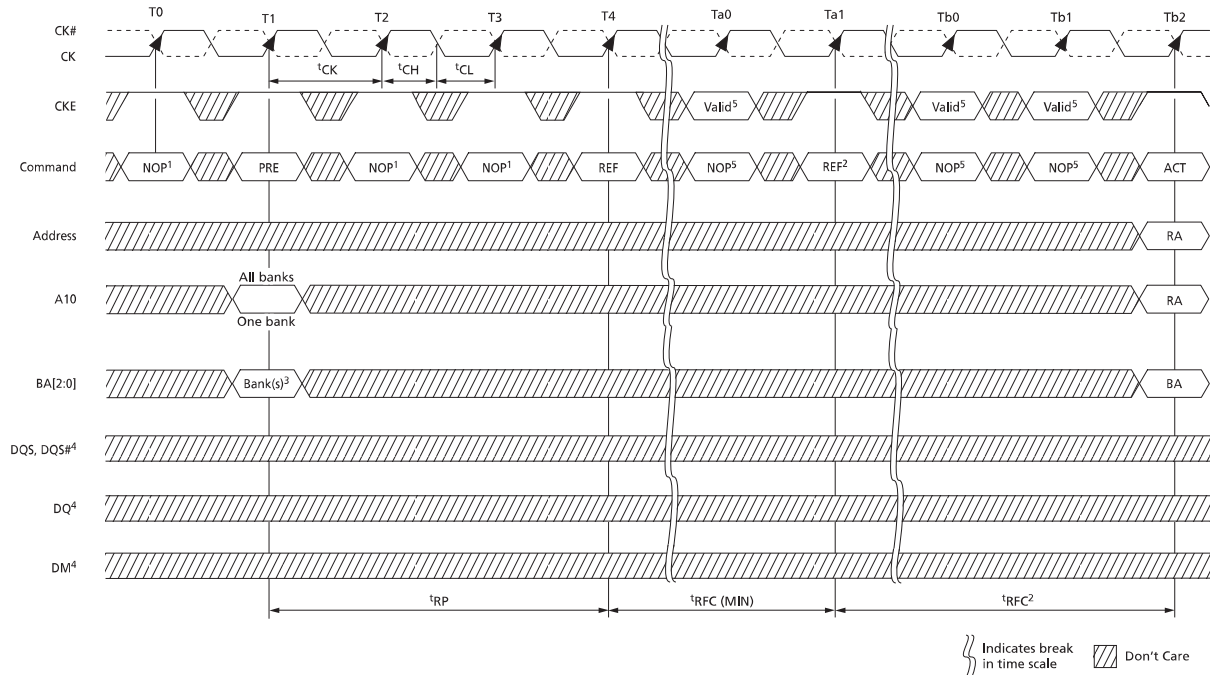 T0 T1 T2 T3 T4 Ta0 Ta1 Tb0 Tb1 Tb2
CK#
CK
tCK tCH tCL
CKE Valid5 Valid5 Valid5
Command NOP1 PRE NOP1 NOP1 REF NOP5 REF2 NOP5 NOP5 ACT
Address RA
All banks
A10 RA
One bank
BA[2:0] Bank(s)3 BA
DQS, DQS#4
DQ4
DM4
tRP tRFC (MIN) tRFC2
Indicates break
in time scale
Don't Care